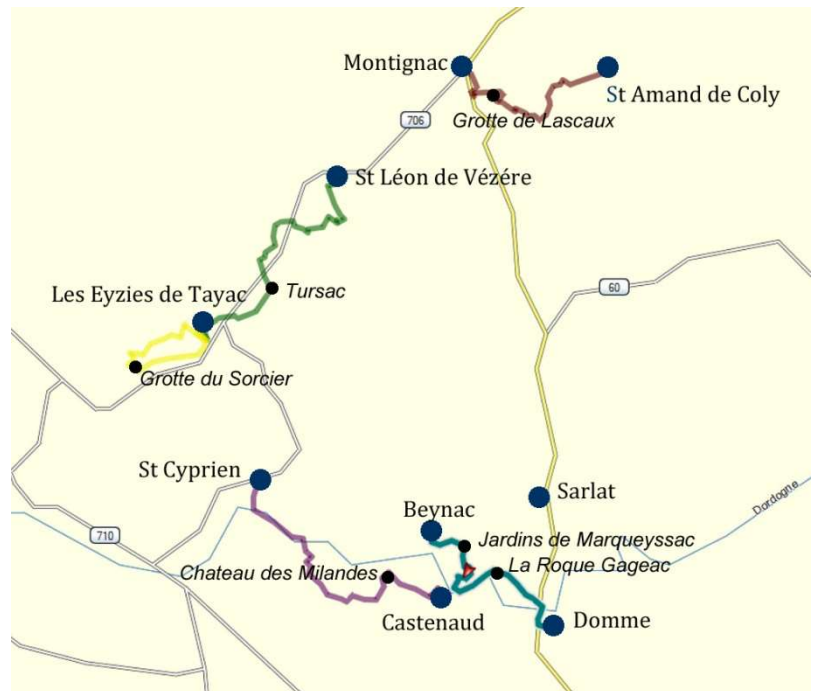 Montignac
St Amand de Coly
Grotte de Lascaux
706
St Léon de Vézére
60
Tursac
Les Eyzies de Tayac
Grotte du Sorcier
St Cyprien
Sarlat
Dordogne
Beynac
710
Jardins de Marqueyssac
La Roque Gageac
Chateau des Milandes
Castenaud
Domme